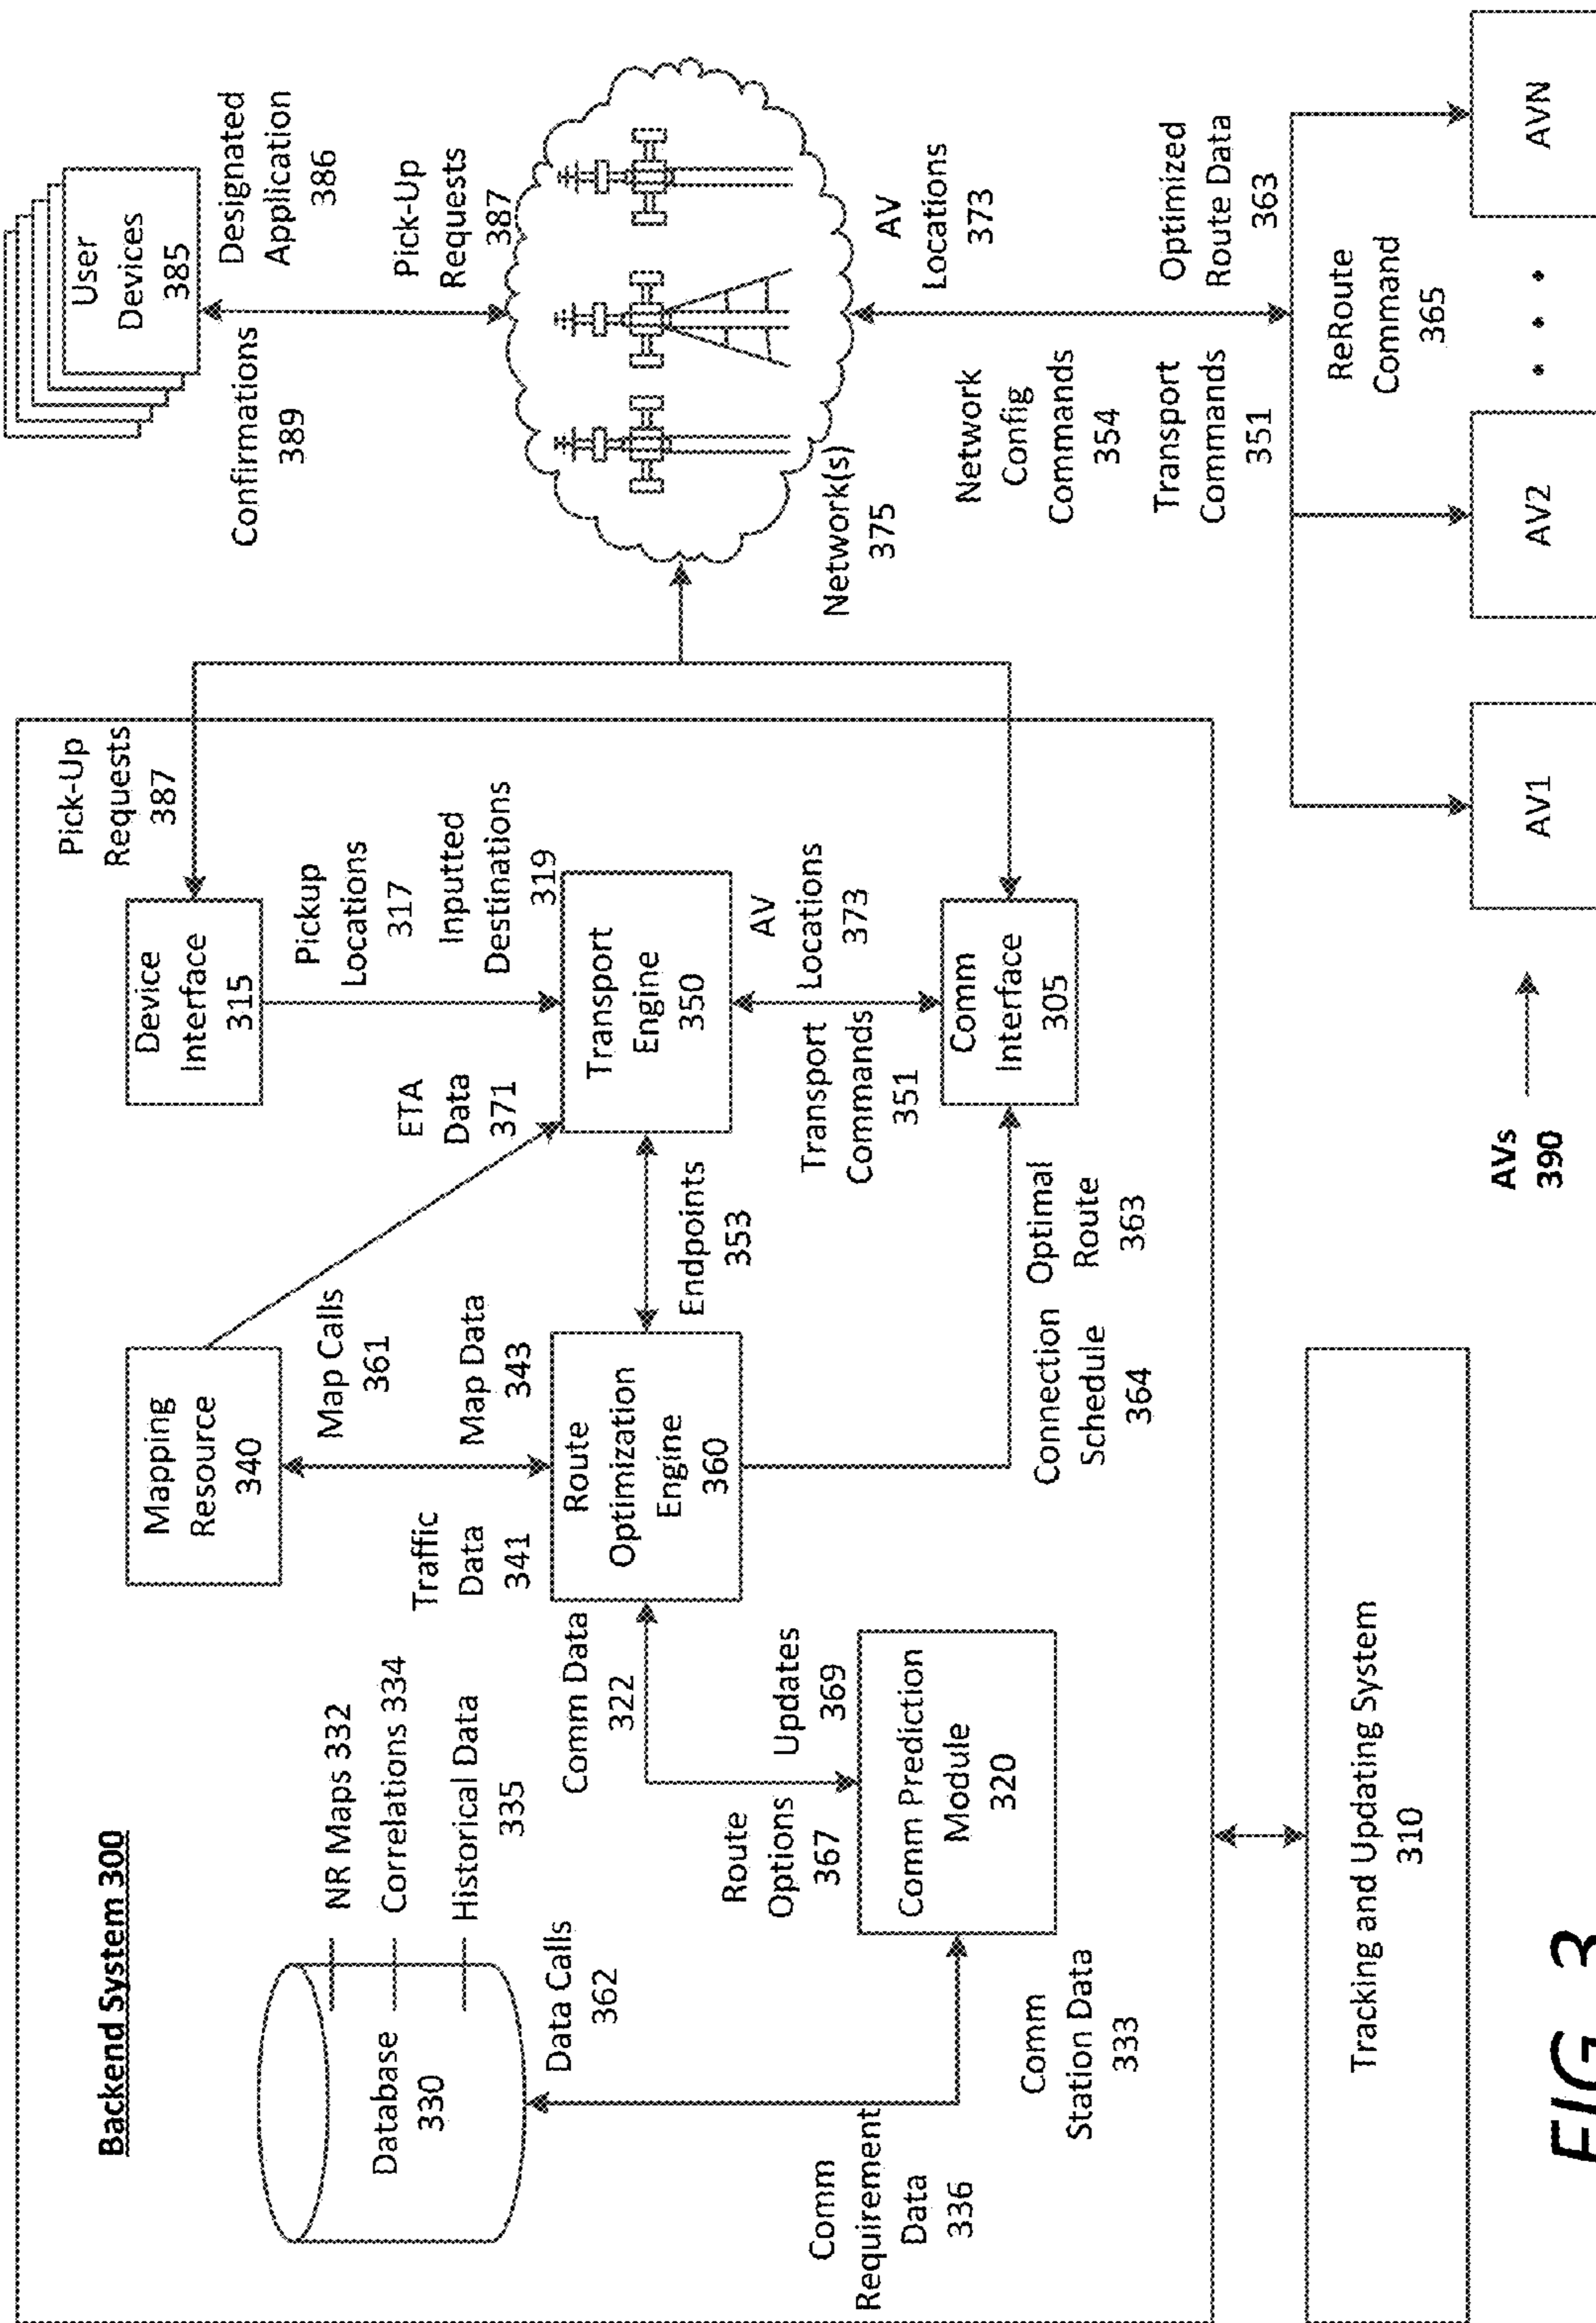 Backend System 300
Database
330
NR Maps 332
Correlations 334
Historical Data
335
Data Calls
362
Comm
Requirement
Data
336
Comm
Station Data
333
Comm Prediction
Module
320
Route
Options
367
Updates
369
Comm Data
322
Mapping
Resource
340
Traffic
Data
341
Map Calls
361
Map Data
343
Route
Optimization
Engine
360
Endpoints
353
Connection
Schedule
364
Optimal
Route
363
ETA
Data
371
Device
Interface
315
Pick-Up
Requests
387
Pickup
Locations
317
Inputted
Destinations
319
Transport
Engine
350
Transport
Commands
351
AV
Locations
373
Comm
Interface
305
Tracking and Updating System
310
User
Devices
385
Confirmations
389
Designated
Application
386
Pick-Up
Requests
387
Network(s)
375
Network
Config
Commands
354
AV
Locations
373
Transport
Commands
351
Optimized
Route Data
363
ReRoute
Command
365
AVs
390
AV1
AV2
AVN
FIG. 3